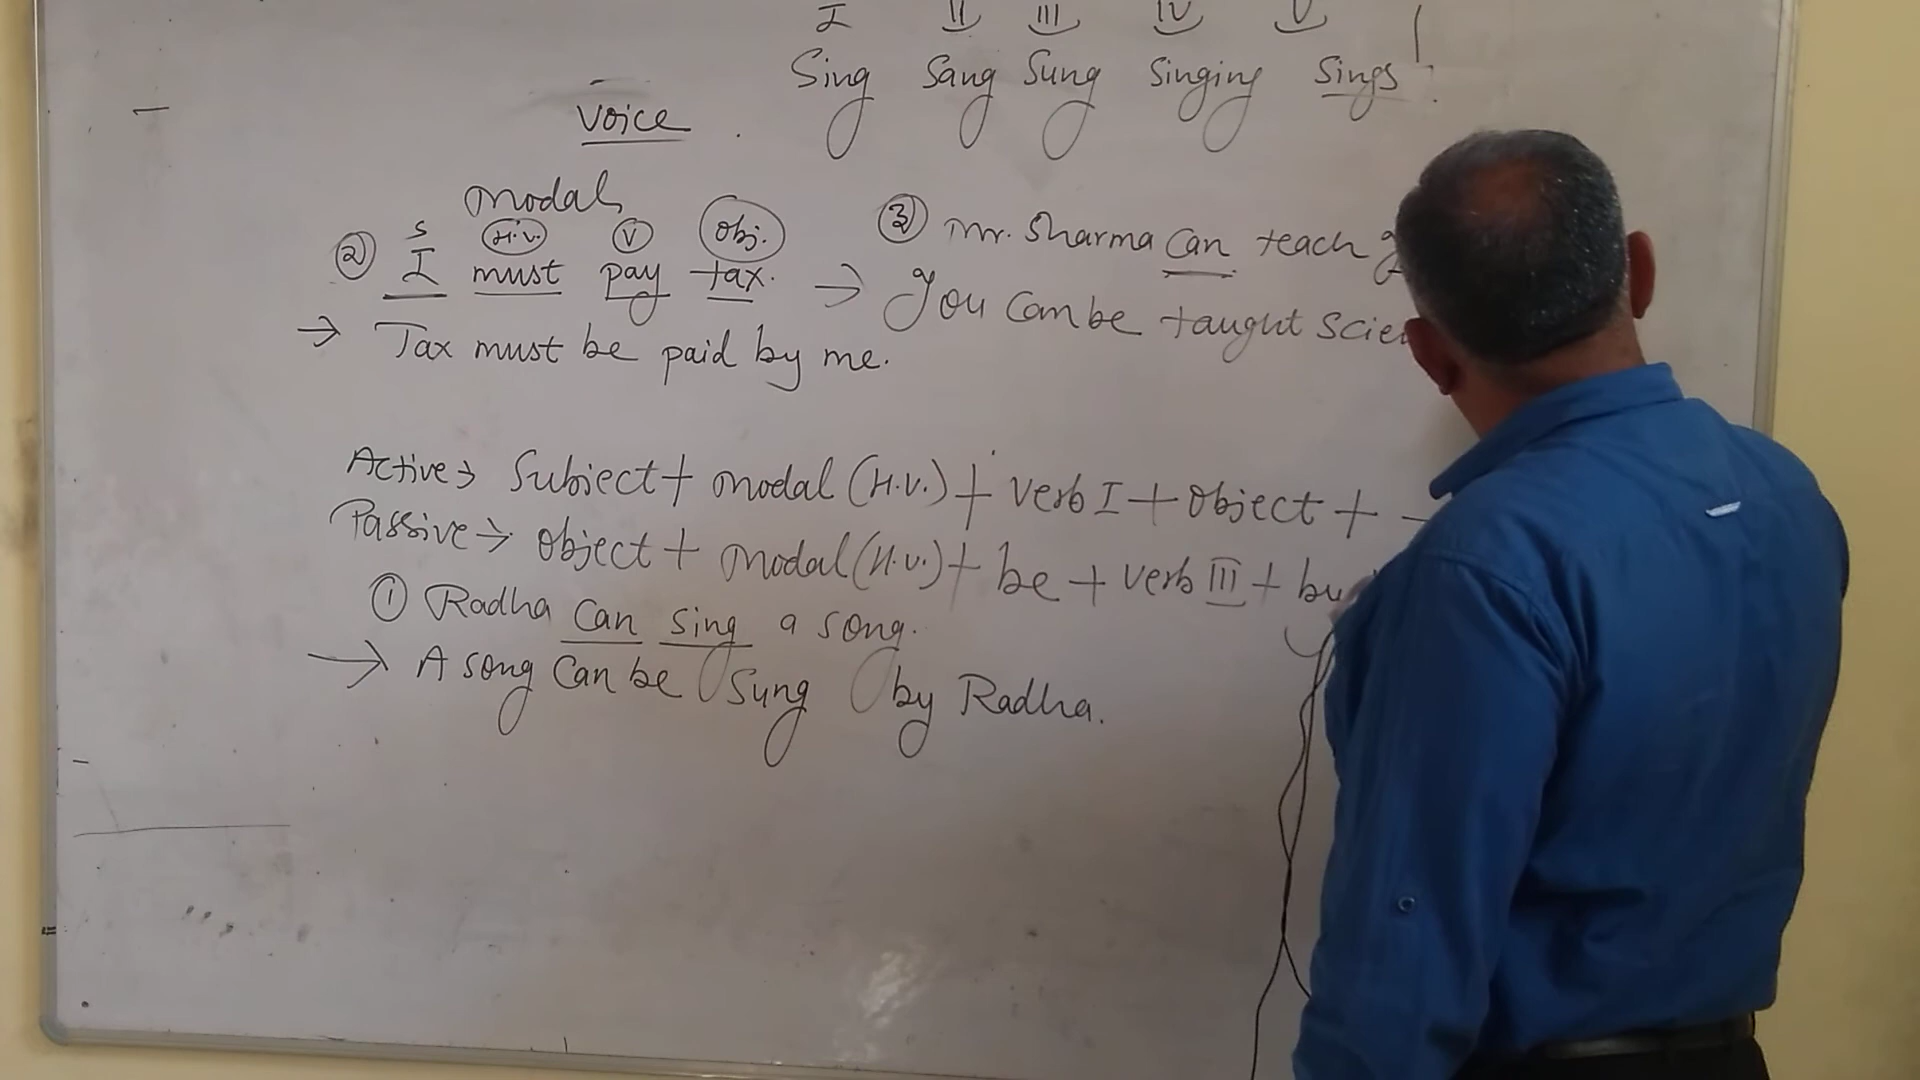 I II III IV V
Sing Sang Sung Singing Sings
Voice
modals
S H.V. V Obj.
② I must pay tax.
→ Tax must be paid by me.
③ Mr. Sharma can teach
→ You can be taught
Active → Subject + modal (H.V.) + verb I + object +
Passive → object + modal (H.V.) + be + verb III +
① Radha can sing a song.
→ A song can be sung by Radha.